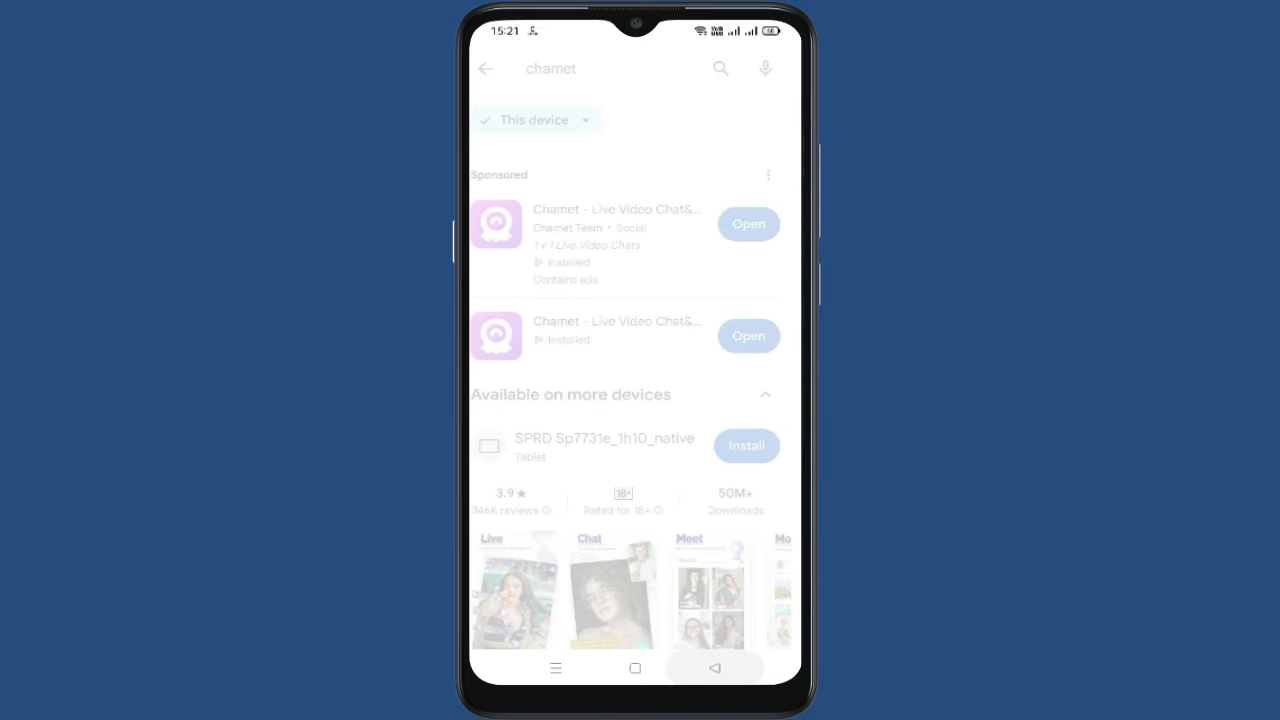 15:21
chamet
This device
Sponsored
Chamet - Live Video Chat&...
Chamet Team • Social
1 v 1 Live Video Chats
Installed
Contains ads
Open
Chamet - Live Video Chat&...
Installed
Open
Available on more devices
SPRD Sp7731e_1h10_native
Tablet
Install
3.9★
346K reviews
18+
Rated for 18+
50M+
Downloads
Live
Chat
Meet
Mo